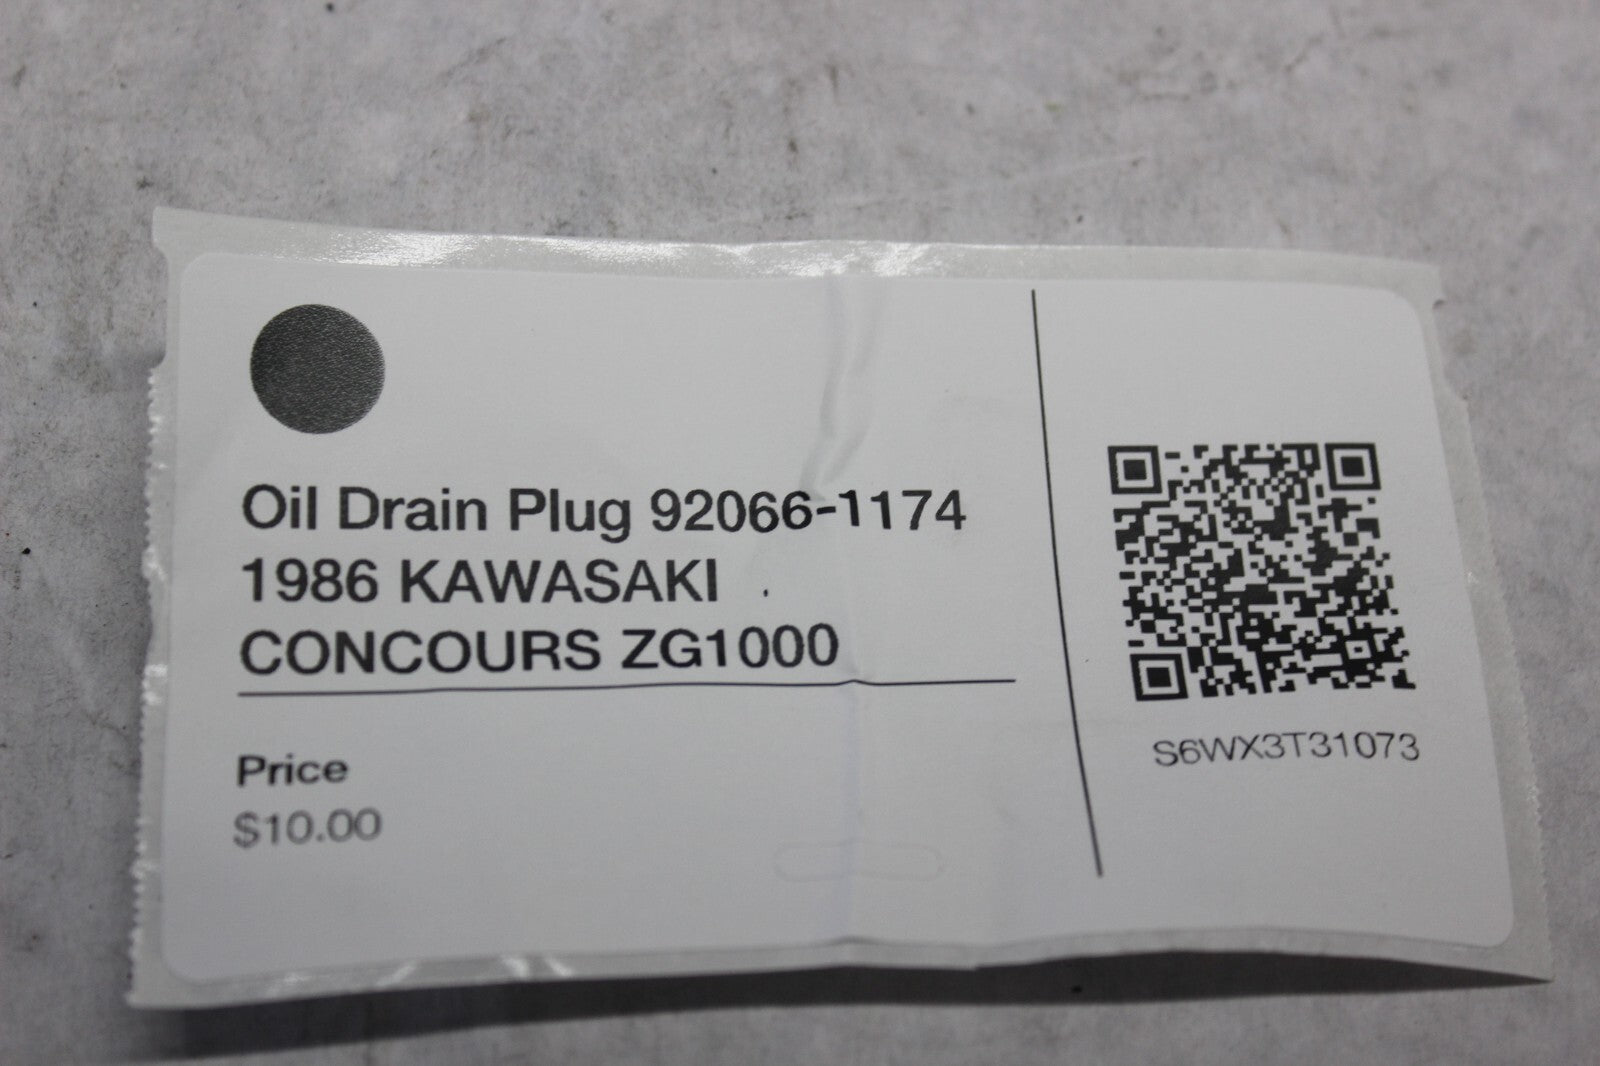 Oil Drain Plug 92066-1174
1986 KAWASAKI
CONCOURS ZG1000
Price
$10.00
S6WX3T31073